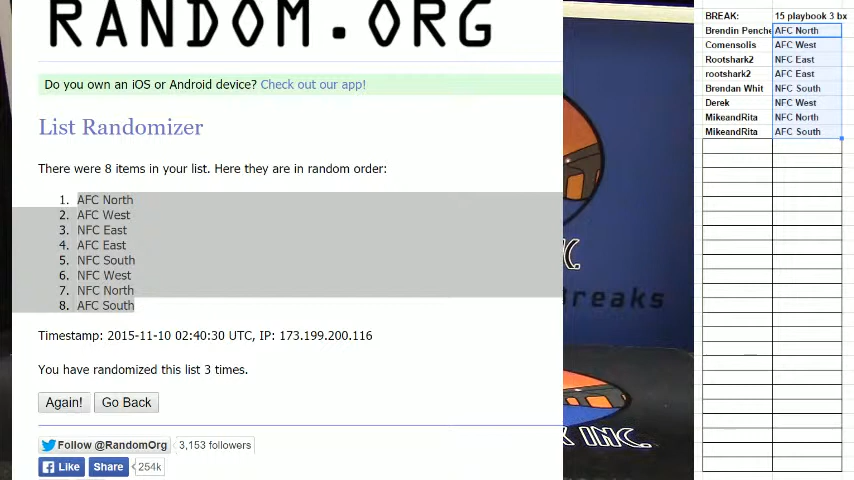 RANDOM.ORG
Do you own an iOS or Android device? Check out our app!
List Randomizer
There were 8 items in your list. Here they are in random order:
1. AFC North
2. AFC West
3. NFC East
4. AFC East
5. NFC South
6. NFC West
7. NFC North
8. AFC South
Timestamp: 2015-11-10 02:40:30 UTC, IP: 173.199.200.116
You have randomized this list 3 times.
Again! Go Back
Follow @RandomOrg 3,153 followers
Like Share 254k
BREAK: 15 playbook 3 bx
Brendin Penche AFC North
Comensolis AFC West
Rootshark2 NFC East
rootshark2 AFC East
Brendan Whit NFC South
Derek NFC West
MikeandRita NFC North
MikeandRita AFC South
Breaks
INC.